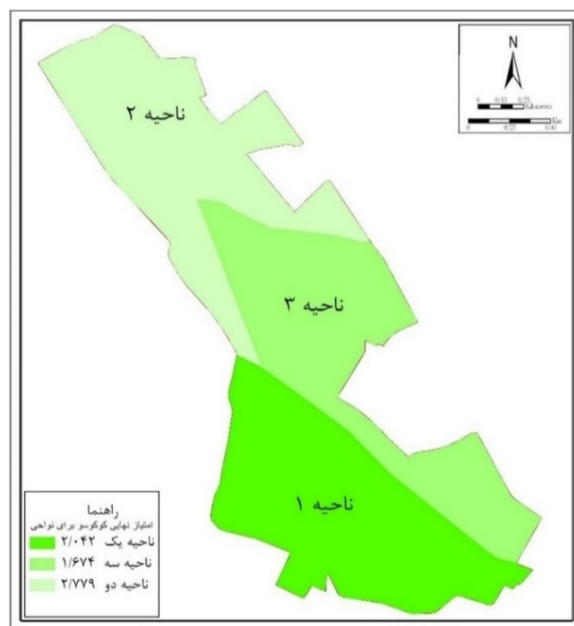 N
ناحیه ۲
ناحیه ۳
ناحیه ۱
راهنما
امتیاز نهایی کوکوسو برای نواحی
ناحیه یک ۲/۰۴۲
ناحیه سه ۱/۶۷۴
ناحیه دو ۲/۷۷۹